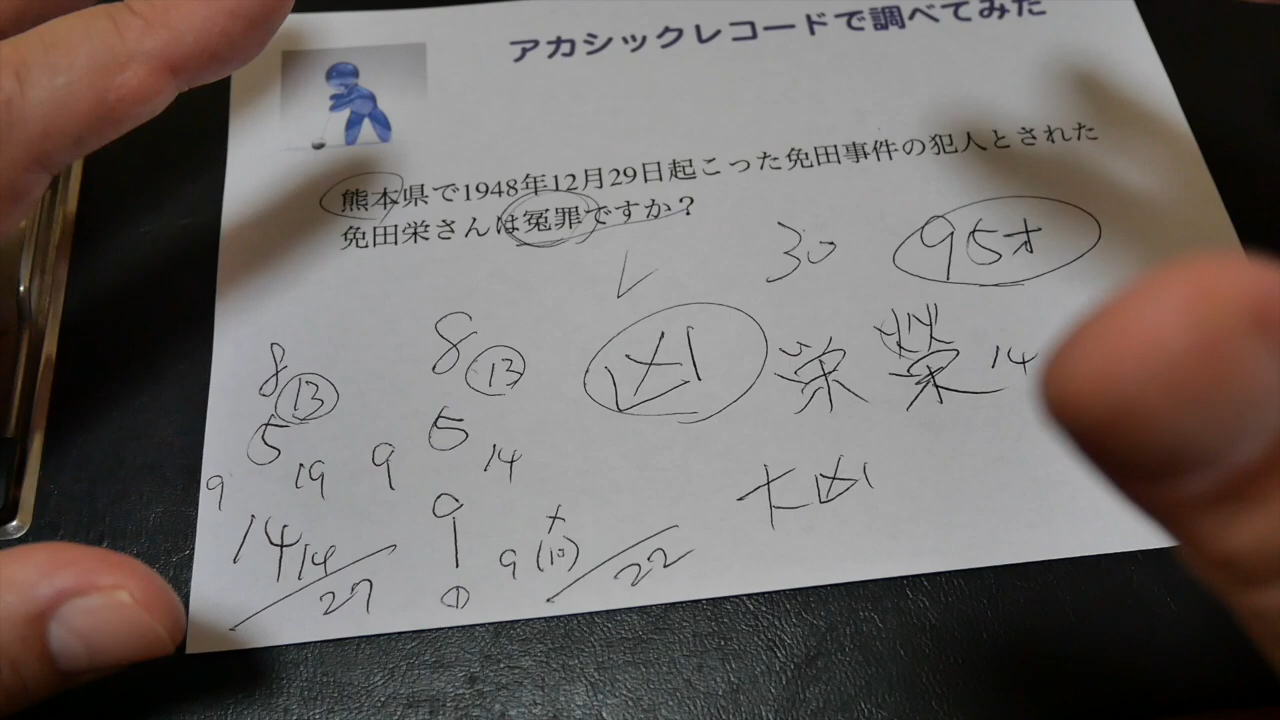 アカシックレコードで調べてみた
熊本県で1948年12月29日起こった免田事件の犯人とされた
免田栄さんは冤罪ですか？
30 95才
8 13 8 13 凶 栄 榮 14
5 19 9 5 14
9 大凶
14 14 9 9 (10)
27 1 22